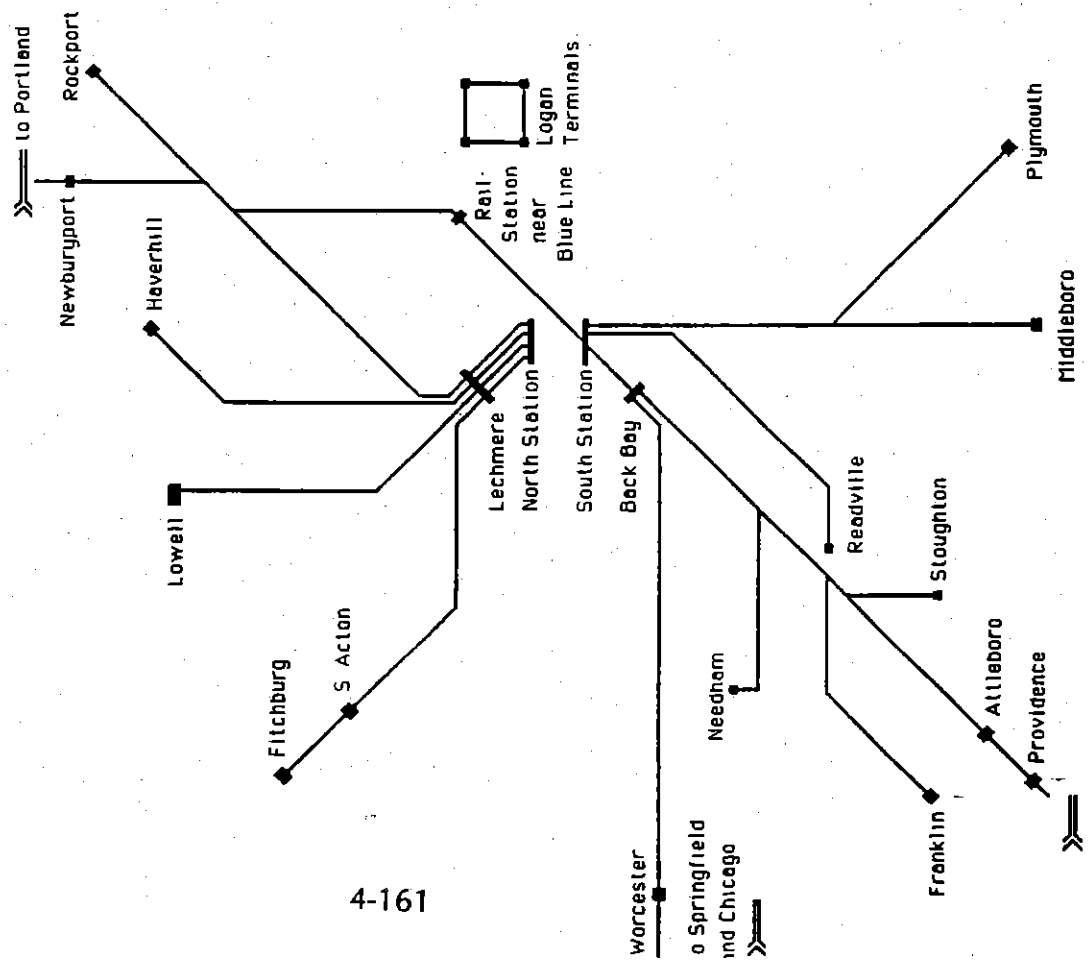 to Portland
Rockport
Newburyport
Haverhill
Logan
Terminals
Rail-
Station
near
Blue Line
Plymouth
Middleboro
Lechmere
North Station
South Station
Back Bay
Lowell
Readville
Stoughton
Fitchburg
S Acton
Needham
Attleboro
Providence
Franklin
Worcester
o Springfield
nd Chicago
4-161